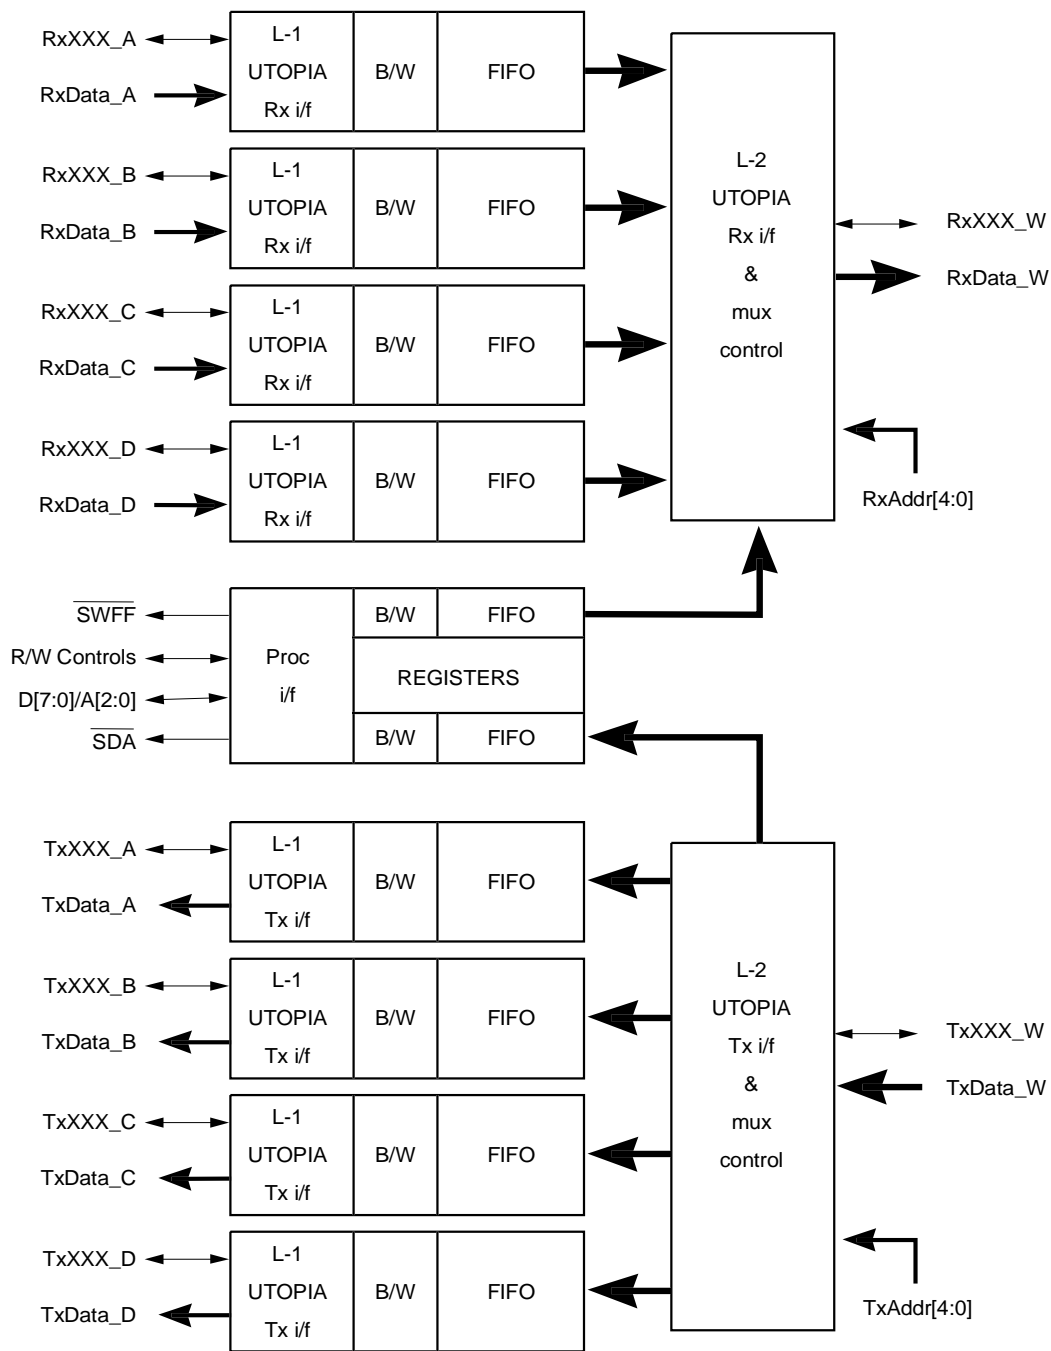 RxXXX_A
RxData_A
L-1
UTOPIA
Rx i/f
B/W
FIFO
RxXXX_B
RxData_B
L-1
UTOPIA
Rx i/f
B/W
FIFO
RxXXX_C
RxData_C
L-1
UTOPIA
Rx i/f
B/W
FIFO
RxXXX_D
RxData_D
L-1
UTOPIA
Rx i/f
B/W
FIFO
L-2
UTOPIA
Rx i/f
&
mux
control
RxXXX_W
RxData_W
RxAddr[4:0]
SWFF
R/W Controls
D[7:0]/A[2:0]
SDA
Proc
i/f
B/W
FIFO
REGISTERS
B/W
FIFO
TxXXX_A
TxData_A
L-1
UTOPIA
Tx i/f
B/W
FIFO
TxXXX_B
TxData_B
L-1
UTOPIA
Tx i/f
B/W
FIFO
TxXXX_C
TxData_C
L-1
UTOPIA
Tx i/f
B/W
FIFO
TxXXX_D
TxData_D
L-1
UTOPIA
Tx i/f
B/W
FIFO
L-2
UTOPIA
Tx i/f
&
mux
control
TxXXX_W
TxData_W
TxAddr[4:0]